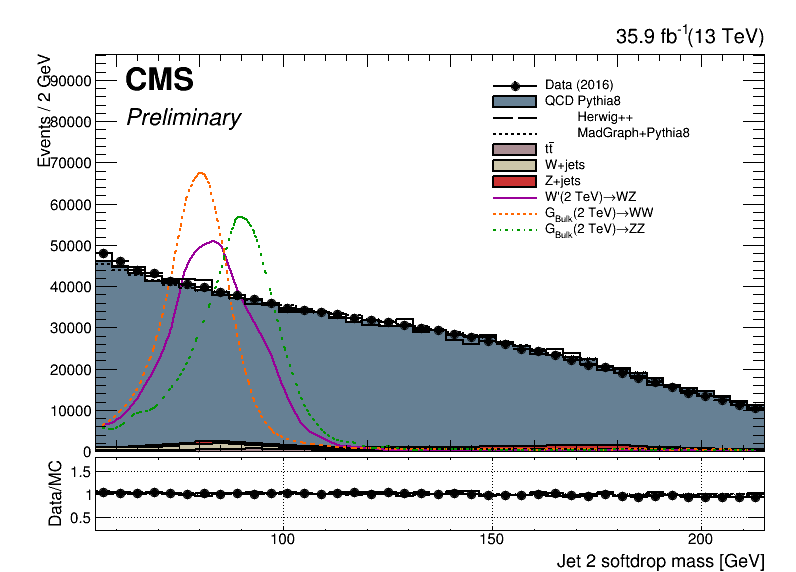 35.9 fb⁻¹(13 TeV)
CMS
Preliminary
Events / 2 GeV
90000
80000
70000
60000
50000
40000
30000
20000
10000
0
Data (2016)
QCD Pythia8
Herwig++
MadGraph+Pythia8
tt̄
W+jets
Z+jets
W'(2 TeV)→WZ
G_Bulk(2 TeV)→WW
G_Bulk(2 TeV)→ZZ
Data/MC
1.5
1
0.5
100
150
200
Jet 2 softdrop mass [GeV]